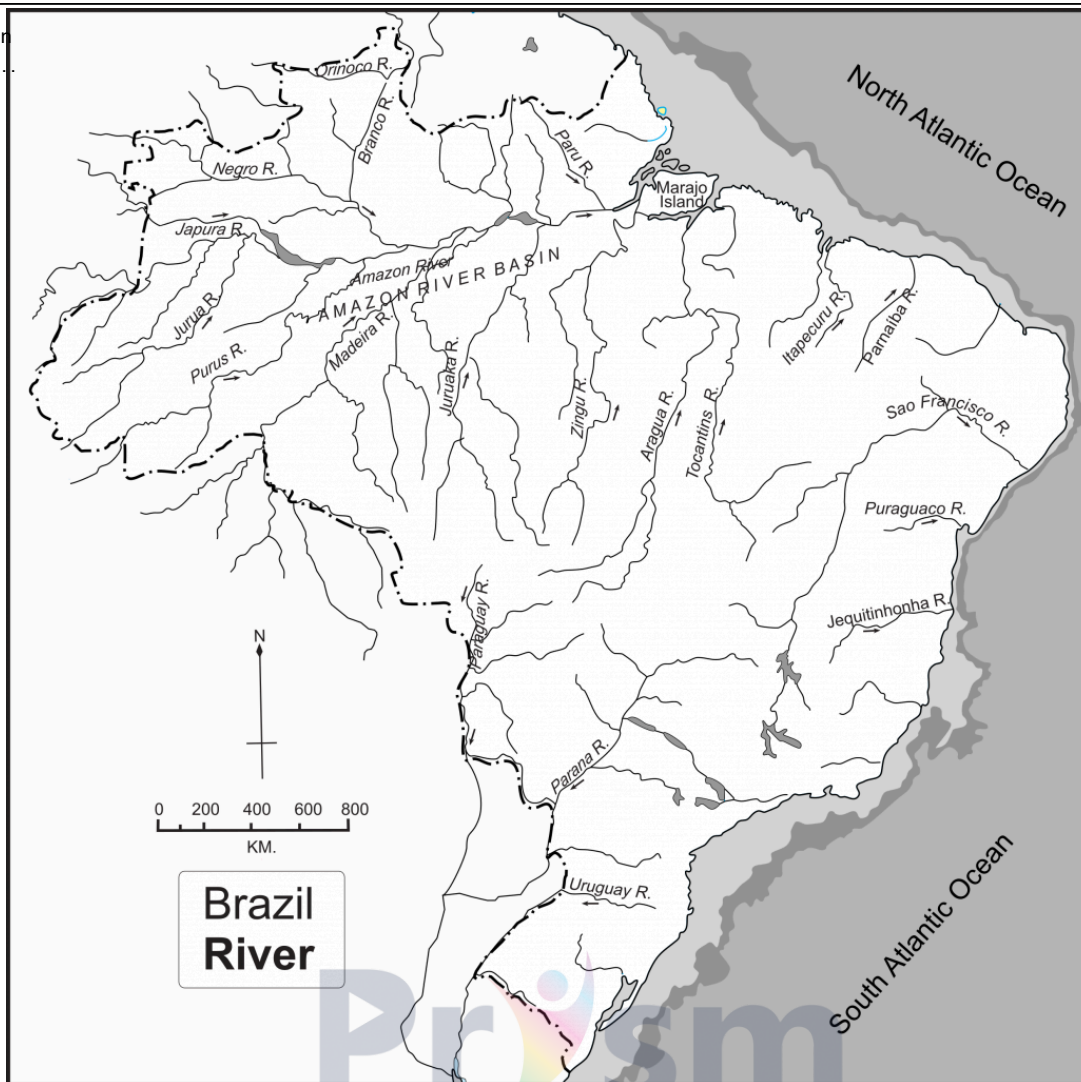 n
..
Orinoco R.
Branco R.
Paru R.
North Atlantic Ocean
Negro R.
Marajo
Island
Japura R.
Amazon River
AMAZON RIVER BASIN
Jurua R.
Purus R.
Madeira R.
Juruaka R.
Zingu R.
Aragua R.
Tocantins R.
Itapecuru R.
Parnaiba R.
Sao Francisco R.
Puraguaco R.
Jequitinhonha R.
Paraguay R.
N
Parana R.
0 200 400 600 800
KM.
Uruguay R.
Brazil
River
South Atlantic Ocean
Prism